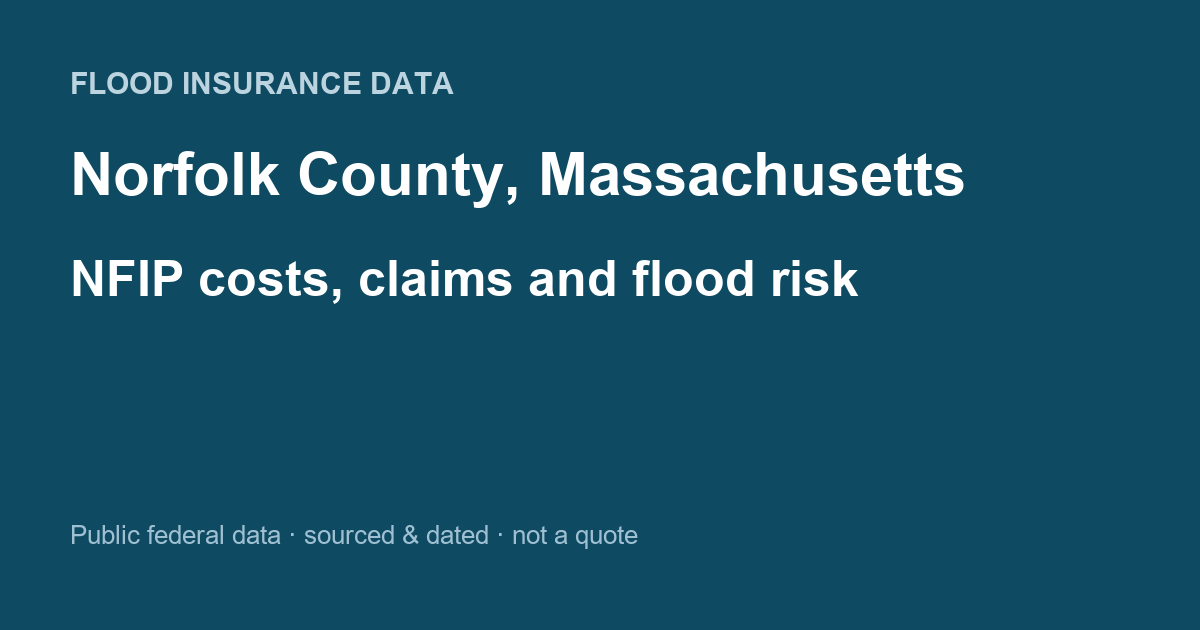 FLOOD INSURANCE DATA
Norfolk County, Massachusetts
NFIP costs, claims and flood risk
Public federal data · sourced & dated · not a quote